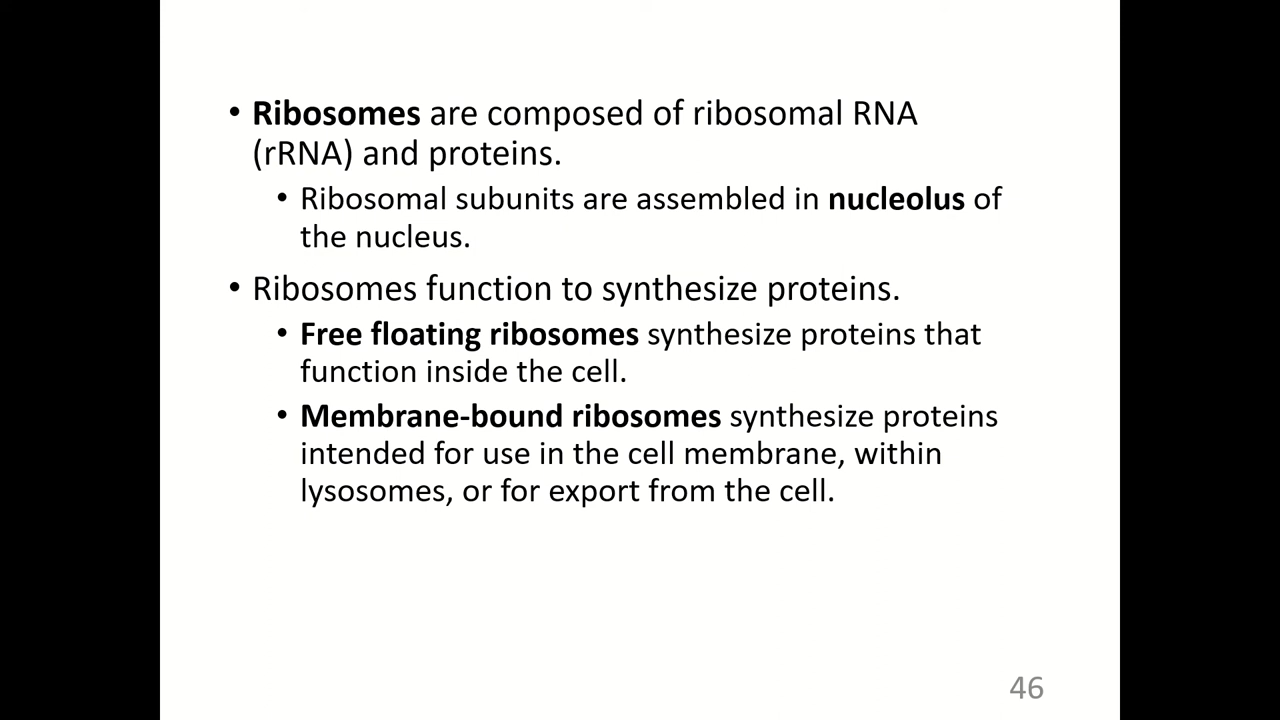 • Ribosomes are composed of ribosomal RNA
(rRNA) and proteins.
• Ribosomal subunits are assembled in nucleolus of
the nucleus.
• Ribosomes function to synthesize proteins.
• Free floating ribosomes synthesize proteins that
function inside the cell.
• Membrane-bound ribosomes synthesize proteins
intended for use in the cell membrane, within
lysosomes, or for export from the cell.
46